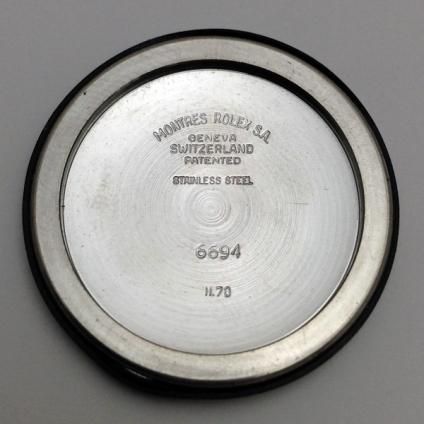 MONTRES ROLEX S.A.
GENEVA
SWITZERLAND
PATENTED
STAINLESS STEEL
6694
II.70